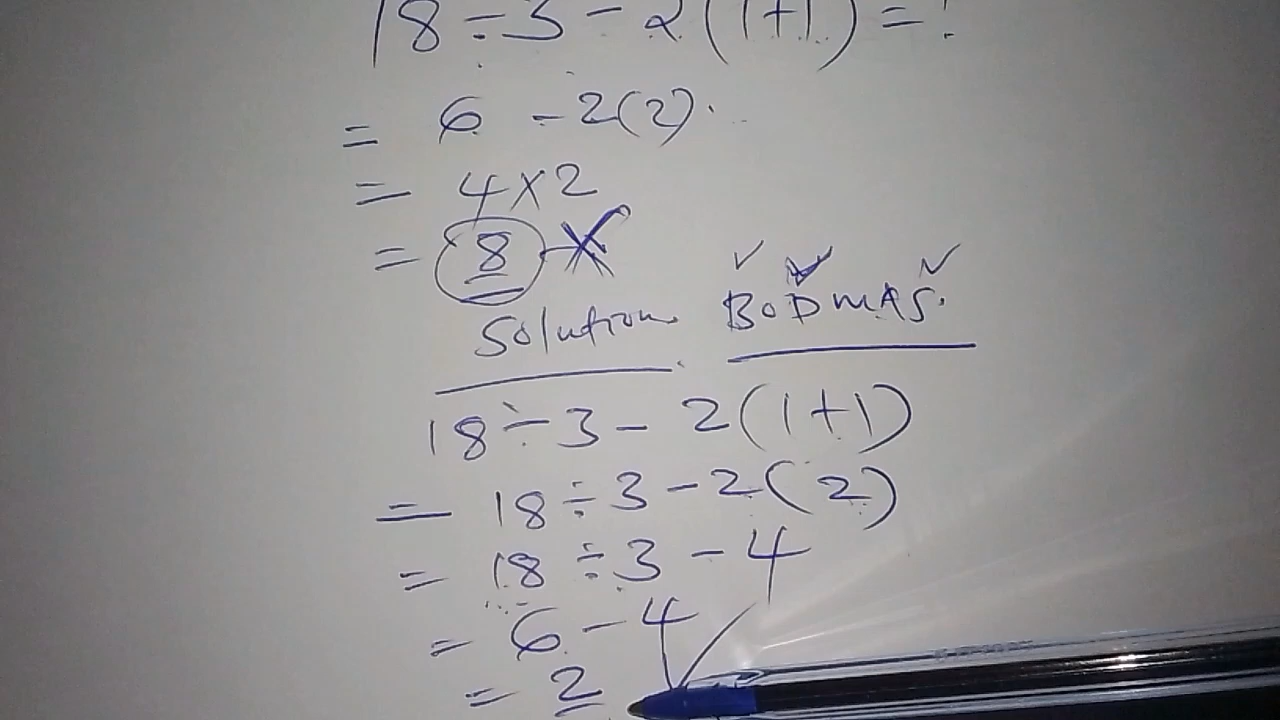 18÷3-2(1+1)=?
= 6 -2(2).
= 4×2
= 8 X
Solution. BODMAS.
18÷3- 2(1+1)
= 18÷3-2(2)
= 18÷3-4
= 6-4
= 2